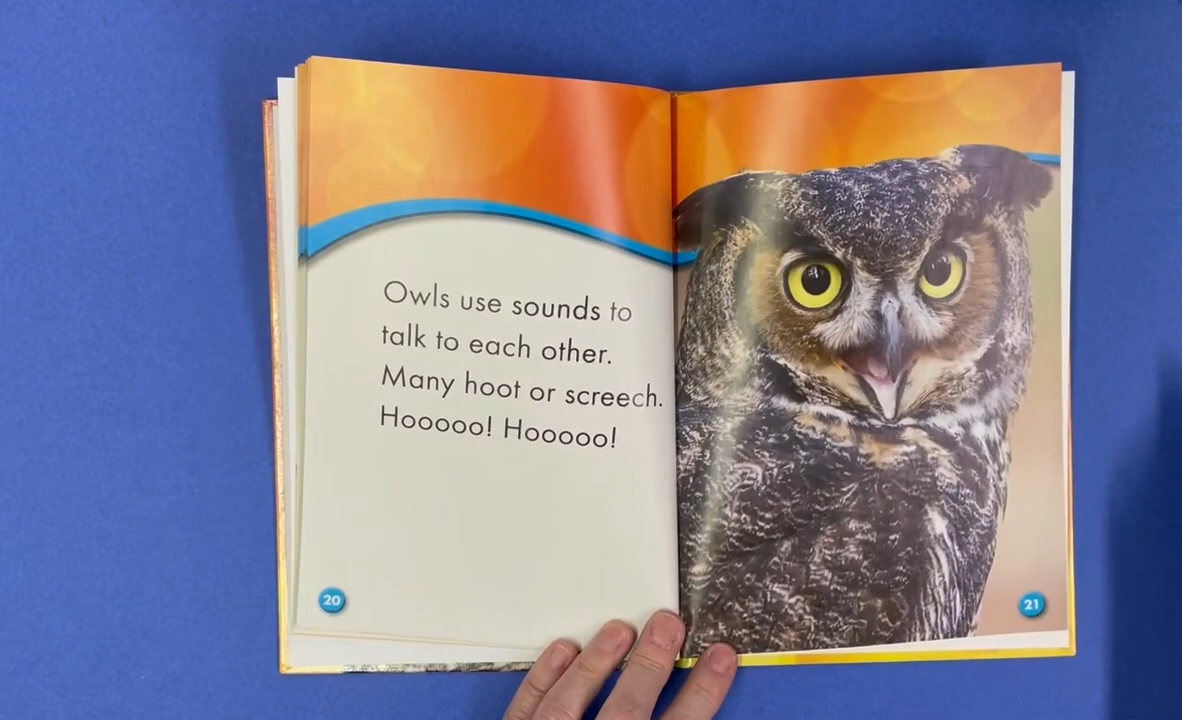 Owls use sounds to
talk to each other.
Many hoot or screech.
Hooooo! Hooooo!
20
21